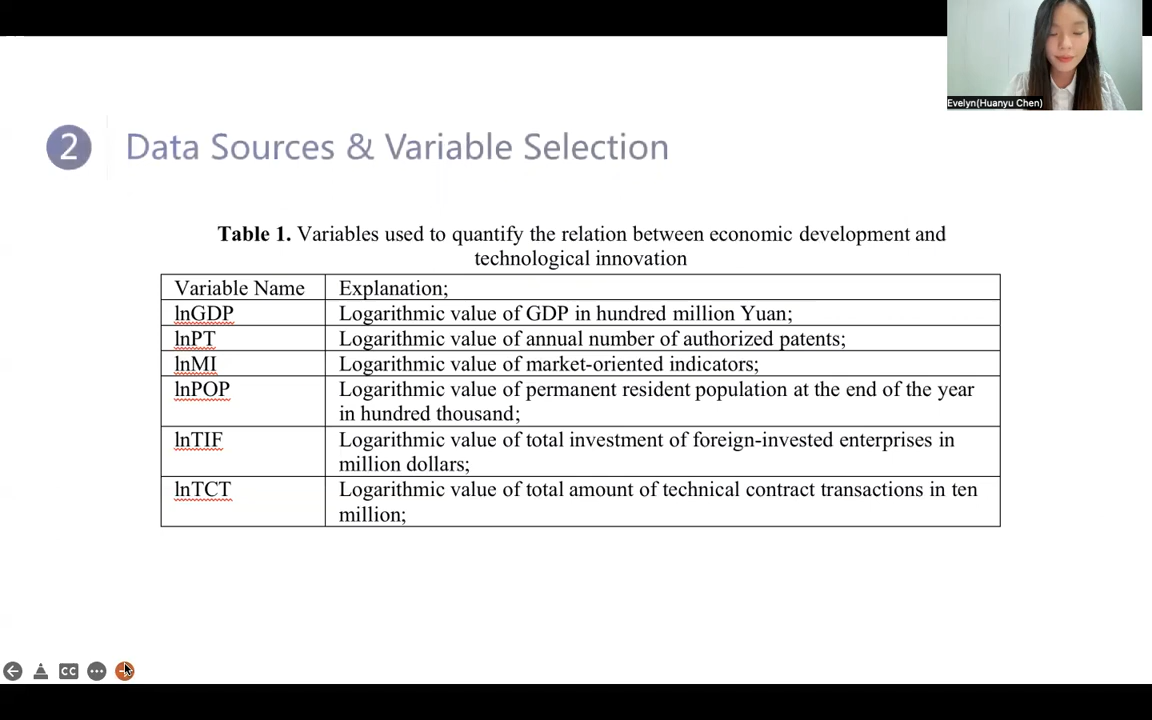 Evelyn(Huanyu Chen)
2
Data Sources & Variable Selection
Table 1. Variables used to quantify the relation between economic development and
technological innovation
Variable Name Explanation;
lnGDP Logarithmic value of GDP in hundred million Yuan;
lnPT Logarithmic value of annual number of authorized patents;
lnMI Logarithmic value of market-oriented indicators;
lnPOP Logarithmic value of permanent resident population at the end of the year
in hundred thousand;
lnTIF Logarithmic value of total investment of foreign-invested enterprises in
million dollars;
lnTCT Logarithmic value of total amount of technical contract transactions in ten
million;
CC